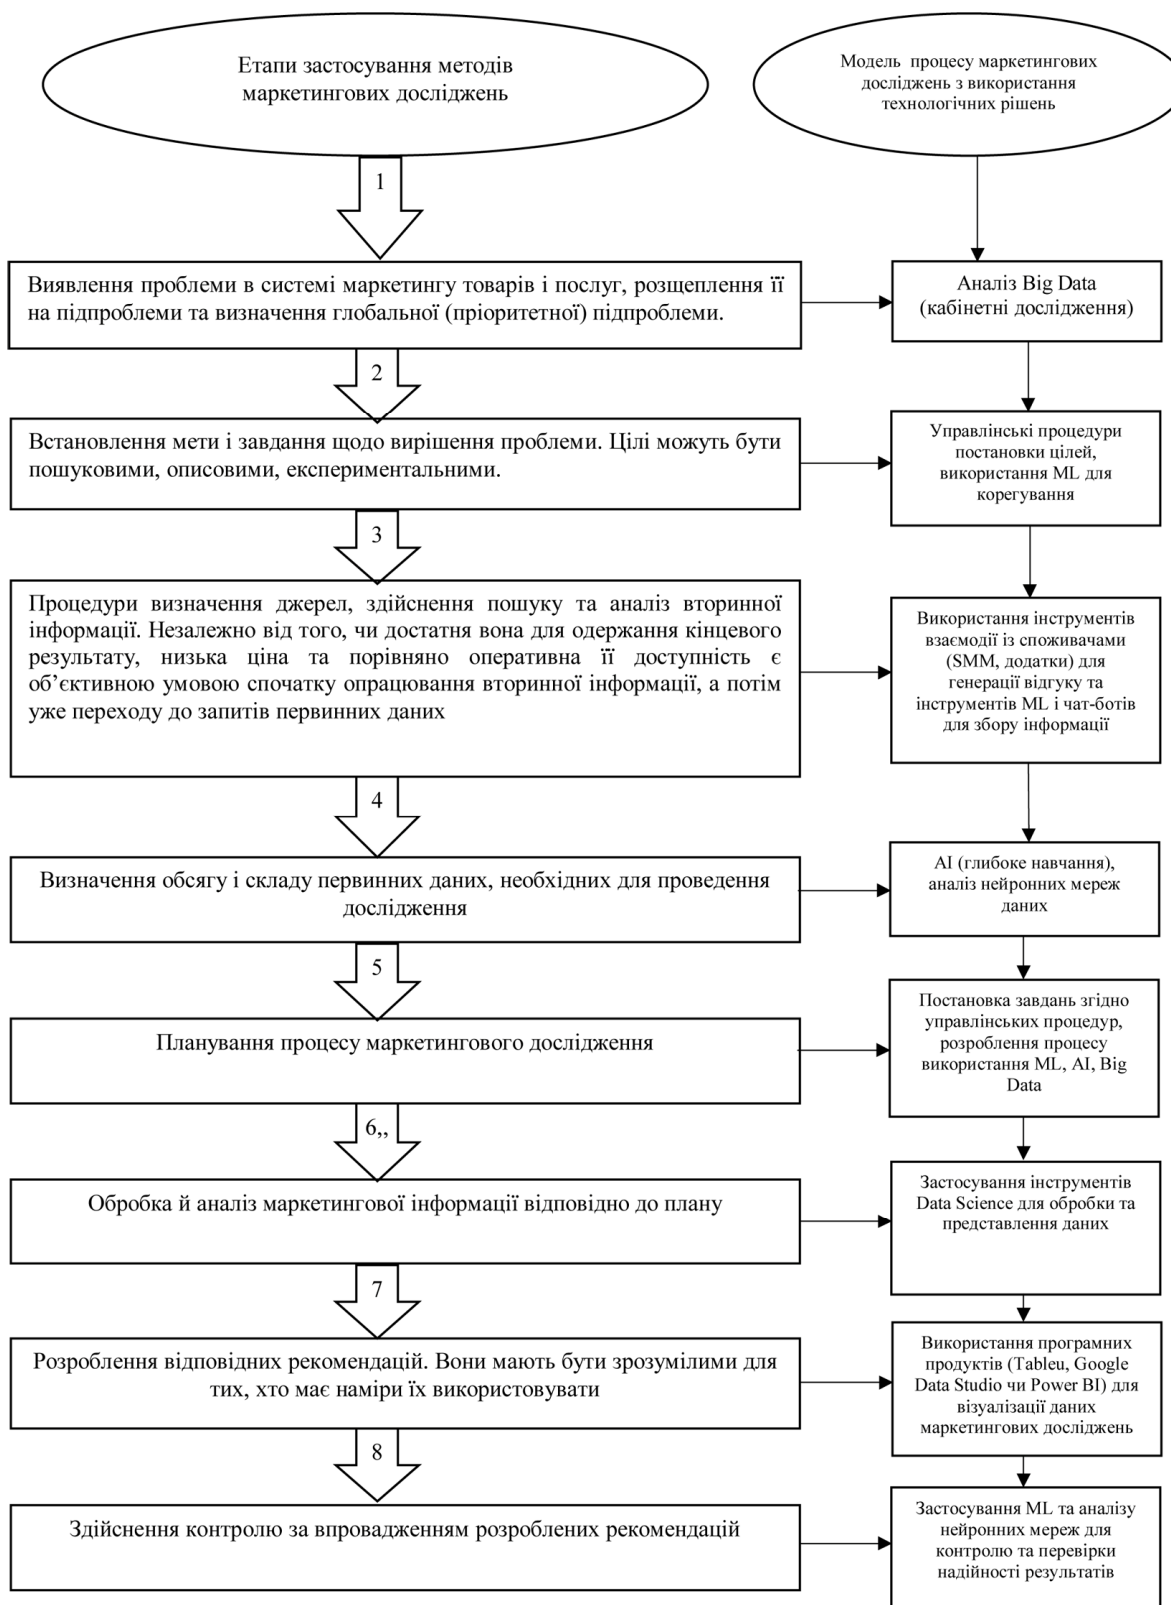 Етапи застосування методів
маркетингових досліджень
Модель процесу маркетингових
досліджень з використання
технологічних рішень
1
Виявлення проблеми в системі маркетингу товарів і послуг, розщеплення її
на підпроблеми та визначення глобальної (пріоритетної) підпроблеми.
Аналіз Big Data
(кабінетні дослідження)
2
Встановлення мети і завдання щодо вирішення проблеми. Цілі можуть бути
пошуковими, описовими, експериментальними.
Управлінські процедури
постановки цілей,
використання ML для
корегування
3
Процедури визначення джерел, здійснення пошуку та аналіз вторинної
інформації. Незалежно від того, чи достатня вона для одержання кінцевого
результату, низька ціна та порівняно оперативна її доступність є
об’єктивною умовою спочатку опрацювання вторинної інформації, а потім
уже переходу до запитів первинних даних
Використання інструментів
взаємодії із споживачами
(SMM, додатки) для
генерації відгуку та
інструментів ML і чат-ботів
для збору інформації
4
Визначення обсягу і складу первинних даних, необхідних для проведення
дослідження
AI (глибоке навчання),
аналіз нейронних мереж
даних
5
Планування процесу маркетингового дослідження
Постановка завдань згідно
управлінських процедур,
розроблення процесу
використання ML, AI, Big
Data
6,,
Обробка й аналіз маркетингової інформації відповідно до плану
Застосування інструментів
Data Science для обробки та
представлення даних
7
Розроблення відповідних рекомендацій. Вони мають бути зрозумілими для
тих, хто має наміри їх використовувати
Використання програмних
продуктів (Tableu, Google
Data Studio чи Power BI) для
візуалізації даних
маркетингових досліджень
8
Здійснення контролю за впровадженням розроблених рекомендацій
Застосування ML та аналізу
нейронних мереж для
контролю та перевірки
надійності результатів